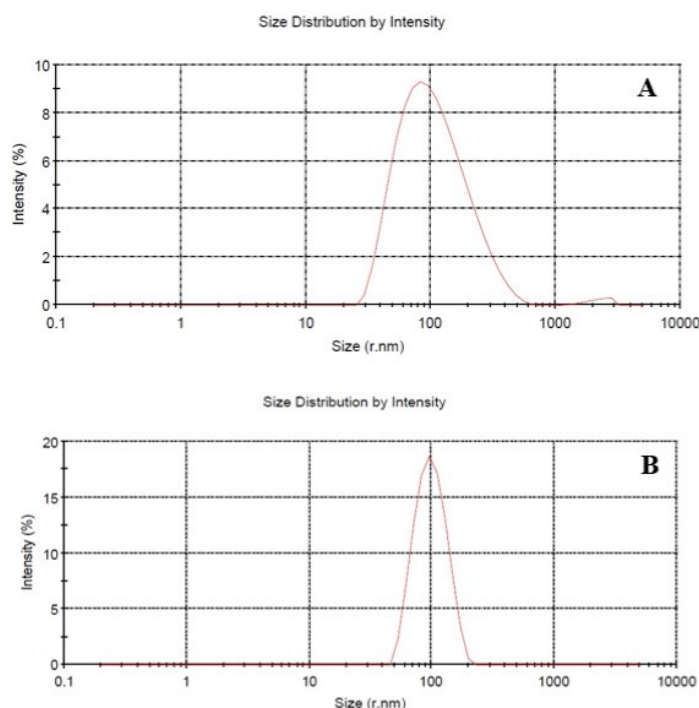 Size Distribution by Intensity
A
10
8
6
4
2
0
Intensity (%)
0.1 1 10 100 1000 10000
Size (r.nm)
Size Distribution by Intensity
B
20
15
10
5
0
Intensity (%)
0.1 1 10 100 1000 10000
Size (r.nm)